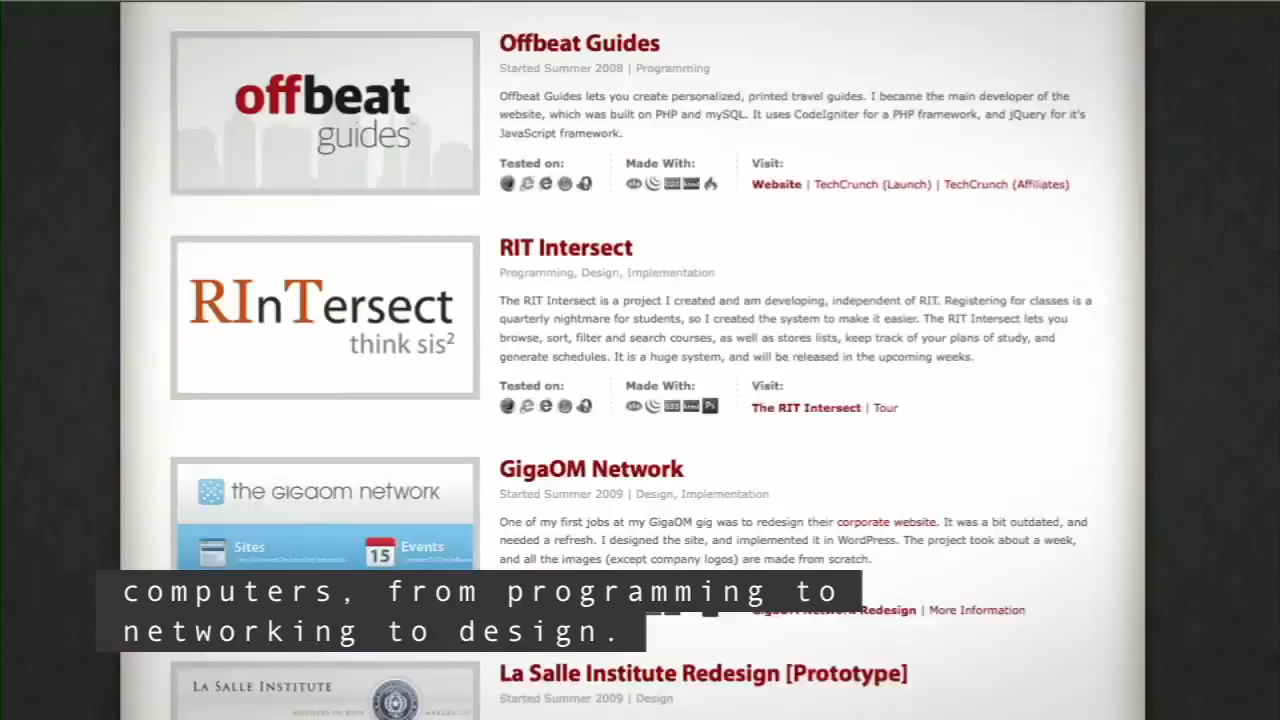 offbeat
guides
Offbeat Guides
Started Summer 2008 | Programming
Offbeat Guides lets you create personalized, printed travel guides. I became the main developer of the
website, which was built on PHP and mySQL. It uses CodeIgniter for a PHP framework, and jQuery for it's
JavaScript framework.
Tested on: Made With: Visit:
Website | TechCrunch (Launch) | TechCrunch (Affiliates)
RInTersect
think sis²
RIT Intersect
Programming, Design, Implementation
The RIT Intersect is a project I created and am developing, independent of RIT. Registering for classes is a
quarterly nightmare for students, so I created the system to make it easier. The RIT Intersect lets you
browse, sort, filter and search courses, as well as stores lists, keep track of your plans of study, and
generate schedules. It is a huge system, and will be released in the upcoming weeks.
Tested on: Made With: Visit:
The RIT Intersect | Tour
the GigaOM network
Sites Events
15
GigaOM Network
Started Summer 2009 | Design, Implementation
One of my first jobs at my GigaOM gig was to redesign their corporate website. It was a bit outdated, and
needed a refresh. I designed the site, and implemented it in WordPress. The project took about a week,
and all the images (except company logos) are made from scratch.
GigaOM Network Redesign | More Information
computers, from programming to
networking to design.
La Salle Institute
La Salle Institute Redesign [Prototype]
Started Summer 2009 | Design